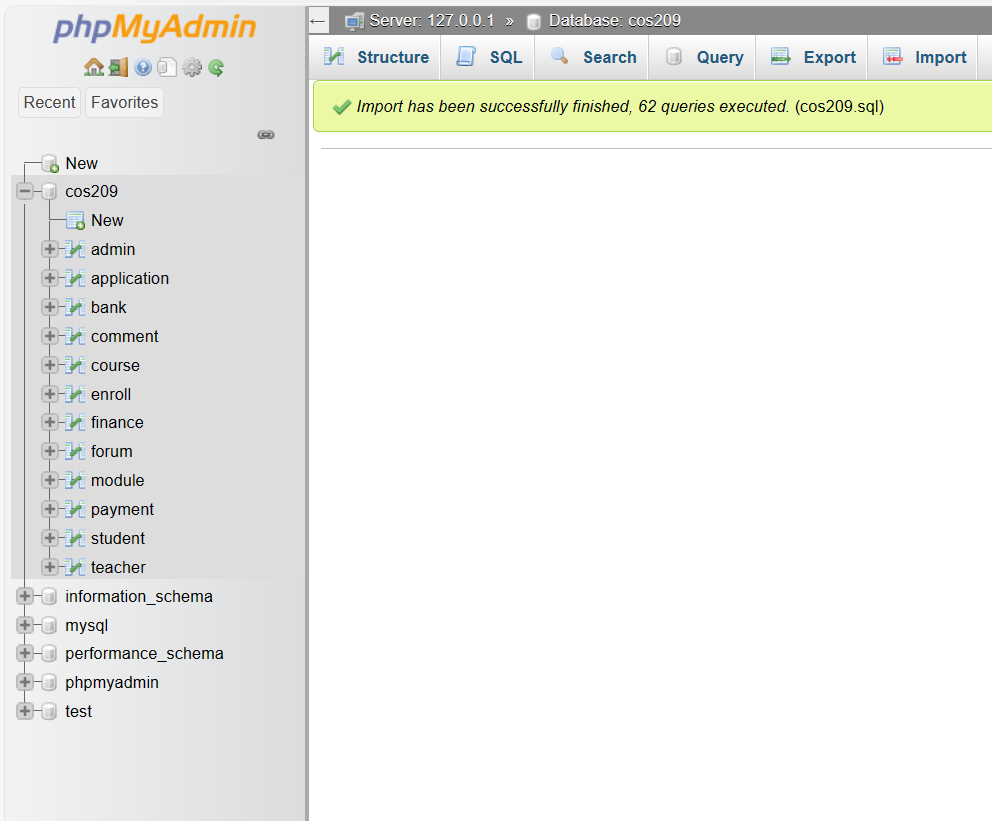 phpMyAdmin
Recent Favorites
New
cos209
New
admin
application
bank
comment
course
enroll
finance
forum
module
payment
student
teacher
information_schema
mysql
performance_schema
phpmyadmin
test
← Server: 127.0.0.1 » Database: cos209
Structure SQL Search Query Export Import
Import has been successfully finished, 62 queries executed. (cos209.sql)